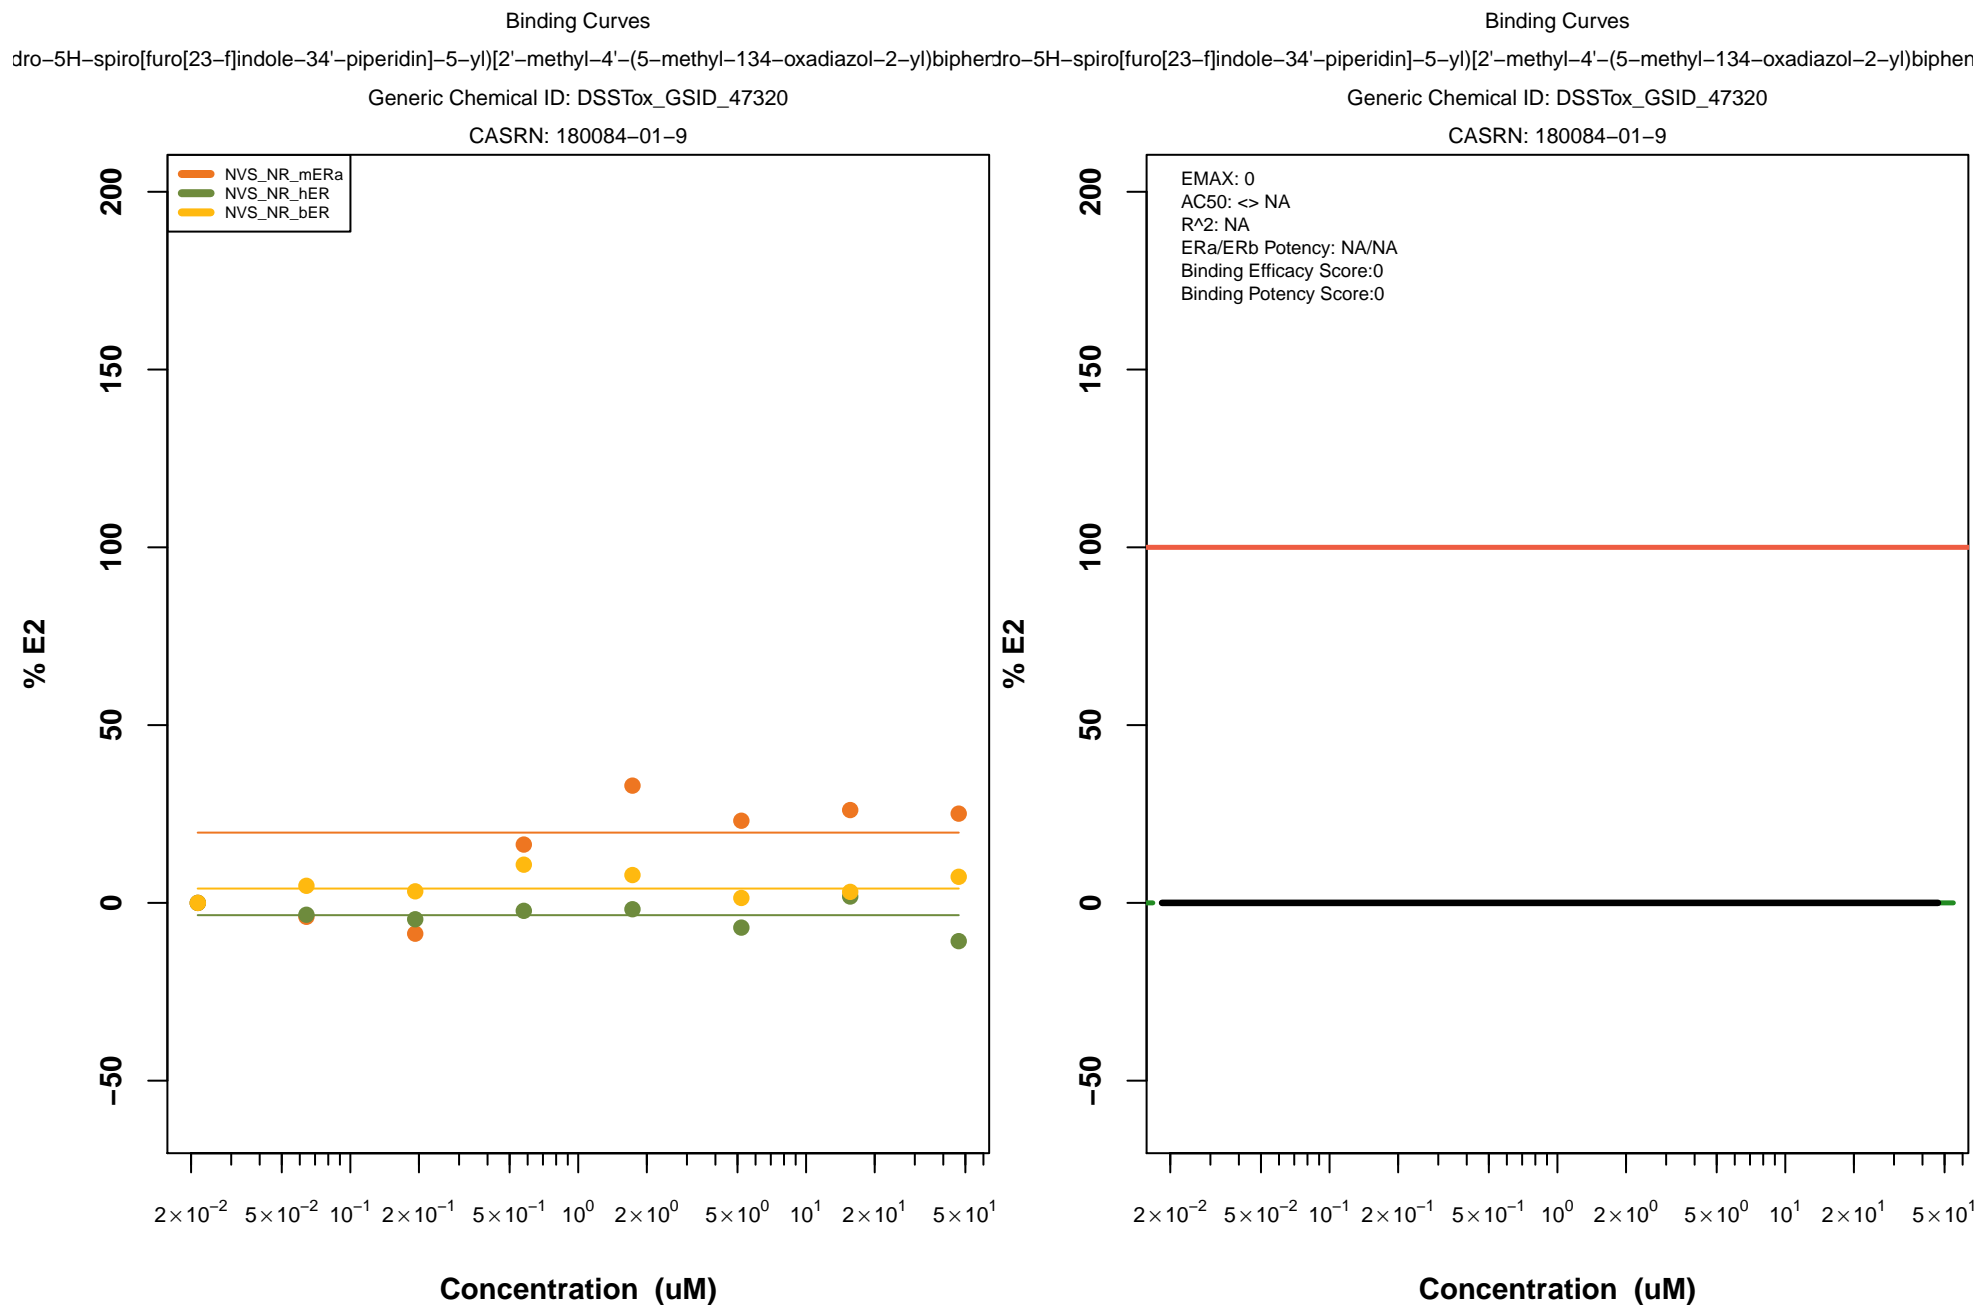 Binding Curves
dro−5H−spiro[furo[23−f]indole−34'−piperidin]−5−yl)[2'−methyl−4'−(5−methyl−134−oxadiazol−2−yl)biphen
Generic Chemical ID: DSSTox_GSID_47320
CASRN: 180084−01−9
NVS_NR_mERa
NVS_NR_hER
NVS_NR_bER
200
150
100
50
0
−50
% E2
2×10⁻² 5×10⁻² 10⁻¹ 2×10⁻¹ 5×10⁻¹ 10⁰ 2×10⁰ 5×10⁰ 10¹ 2×10¹ 5×10¹
Concentration (uM)
Binding Curves
dro−5H−spiro[furo[23−f]indole−34'−piperidin]−5−yl)[2'−methyl−4'−(5−methyl−134−oxadiazol−2−yl)biphen
Generic Chemical ID: DSSTox_GSID_47320
CASRN: 180084−01−9
EMAX: 0
AC50: <> NA
R^2: NA
ERa/ERb Potency: NA/NA
Binding Efficacy Score:0
Binding Potency Score:0
200
150
100
50
0
−50
% E2
2×10⁻² 5×10⁻² 10⁻¹ 2×10⁻¹ 5×10⁻¹ 10⁰ 2×10⁰ 5×10⁰ 10¹ 2×10¹ 5×10¹
Concentration (uM)